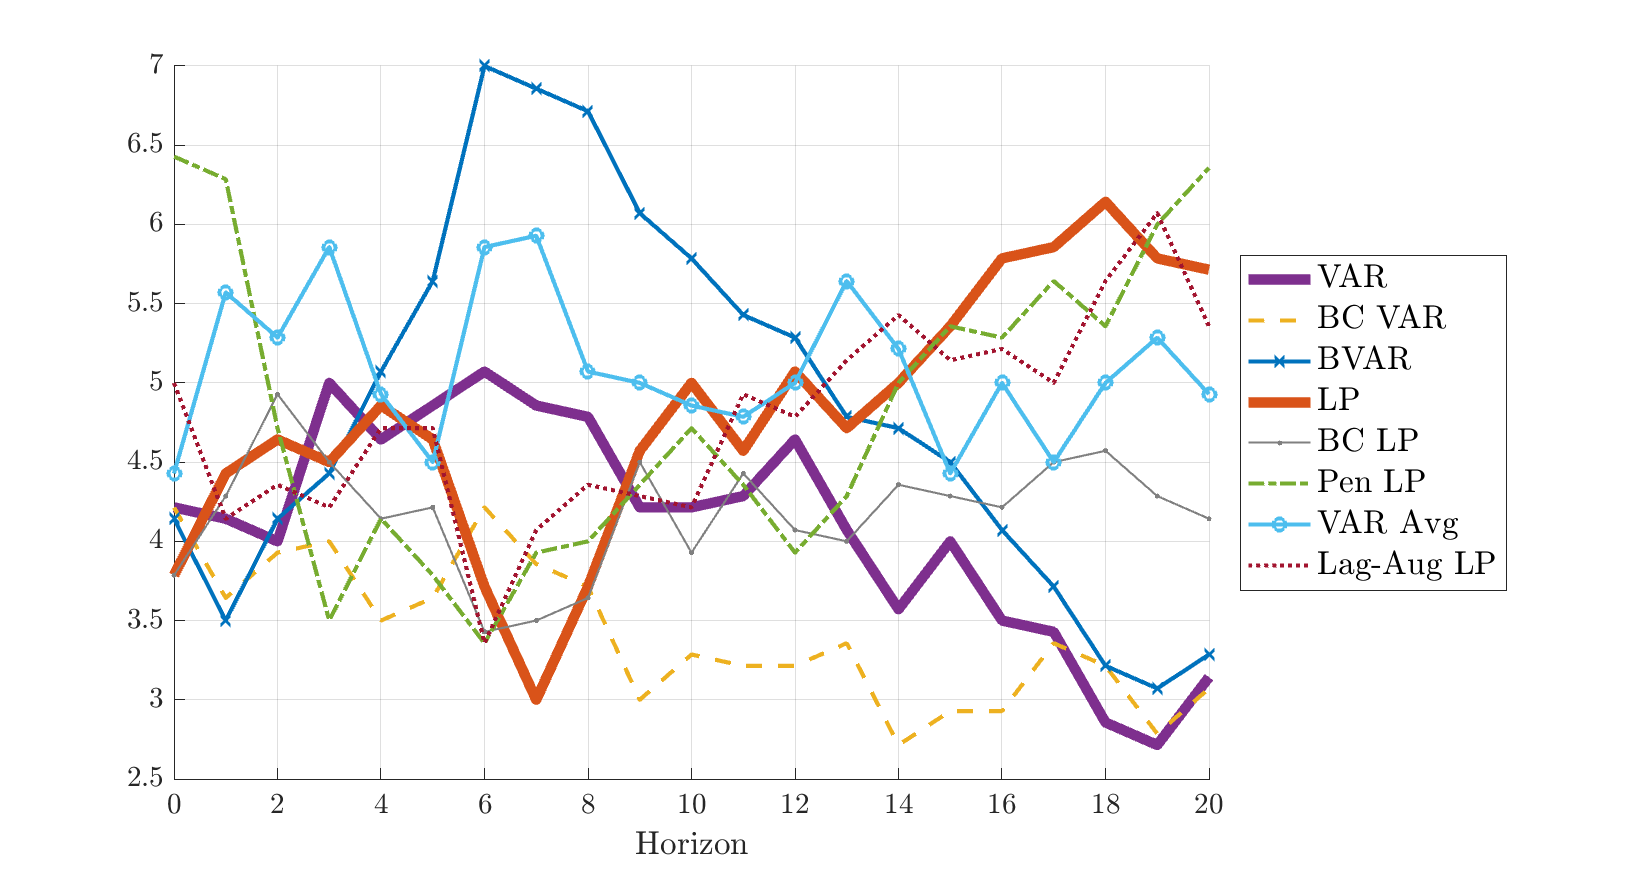 7
6.5
6
5.5
5
4.5
4
3.5
3
2.5
0 2 4 6 8 10 12 14 16 18 20
Horizon
VAR
BC VAR
BVAR
LP
BC LP
Pen LP
VAR Avg
Lag-Aug LP